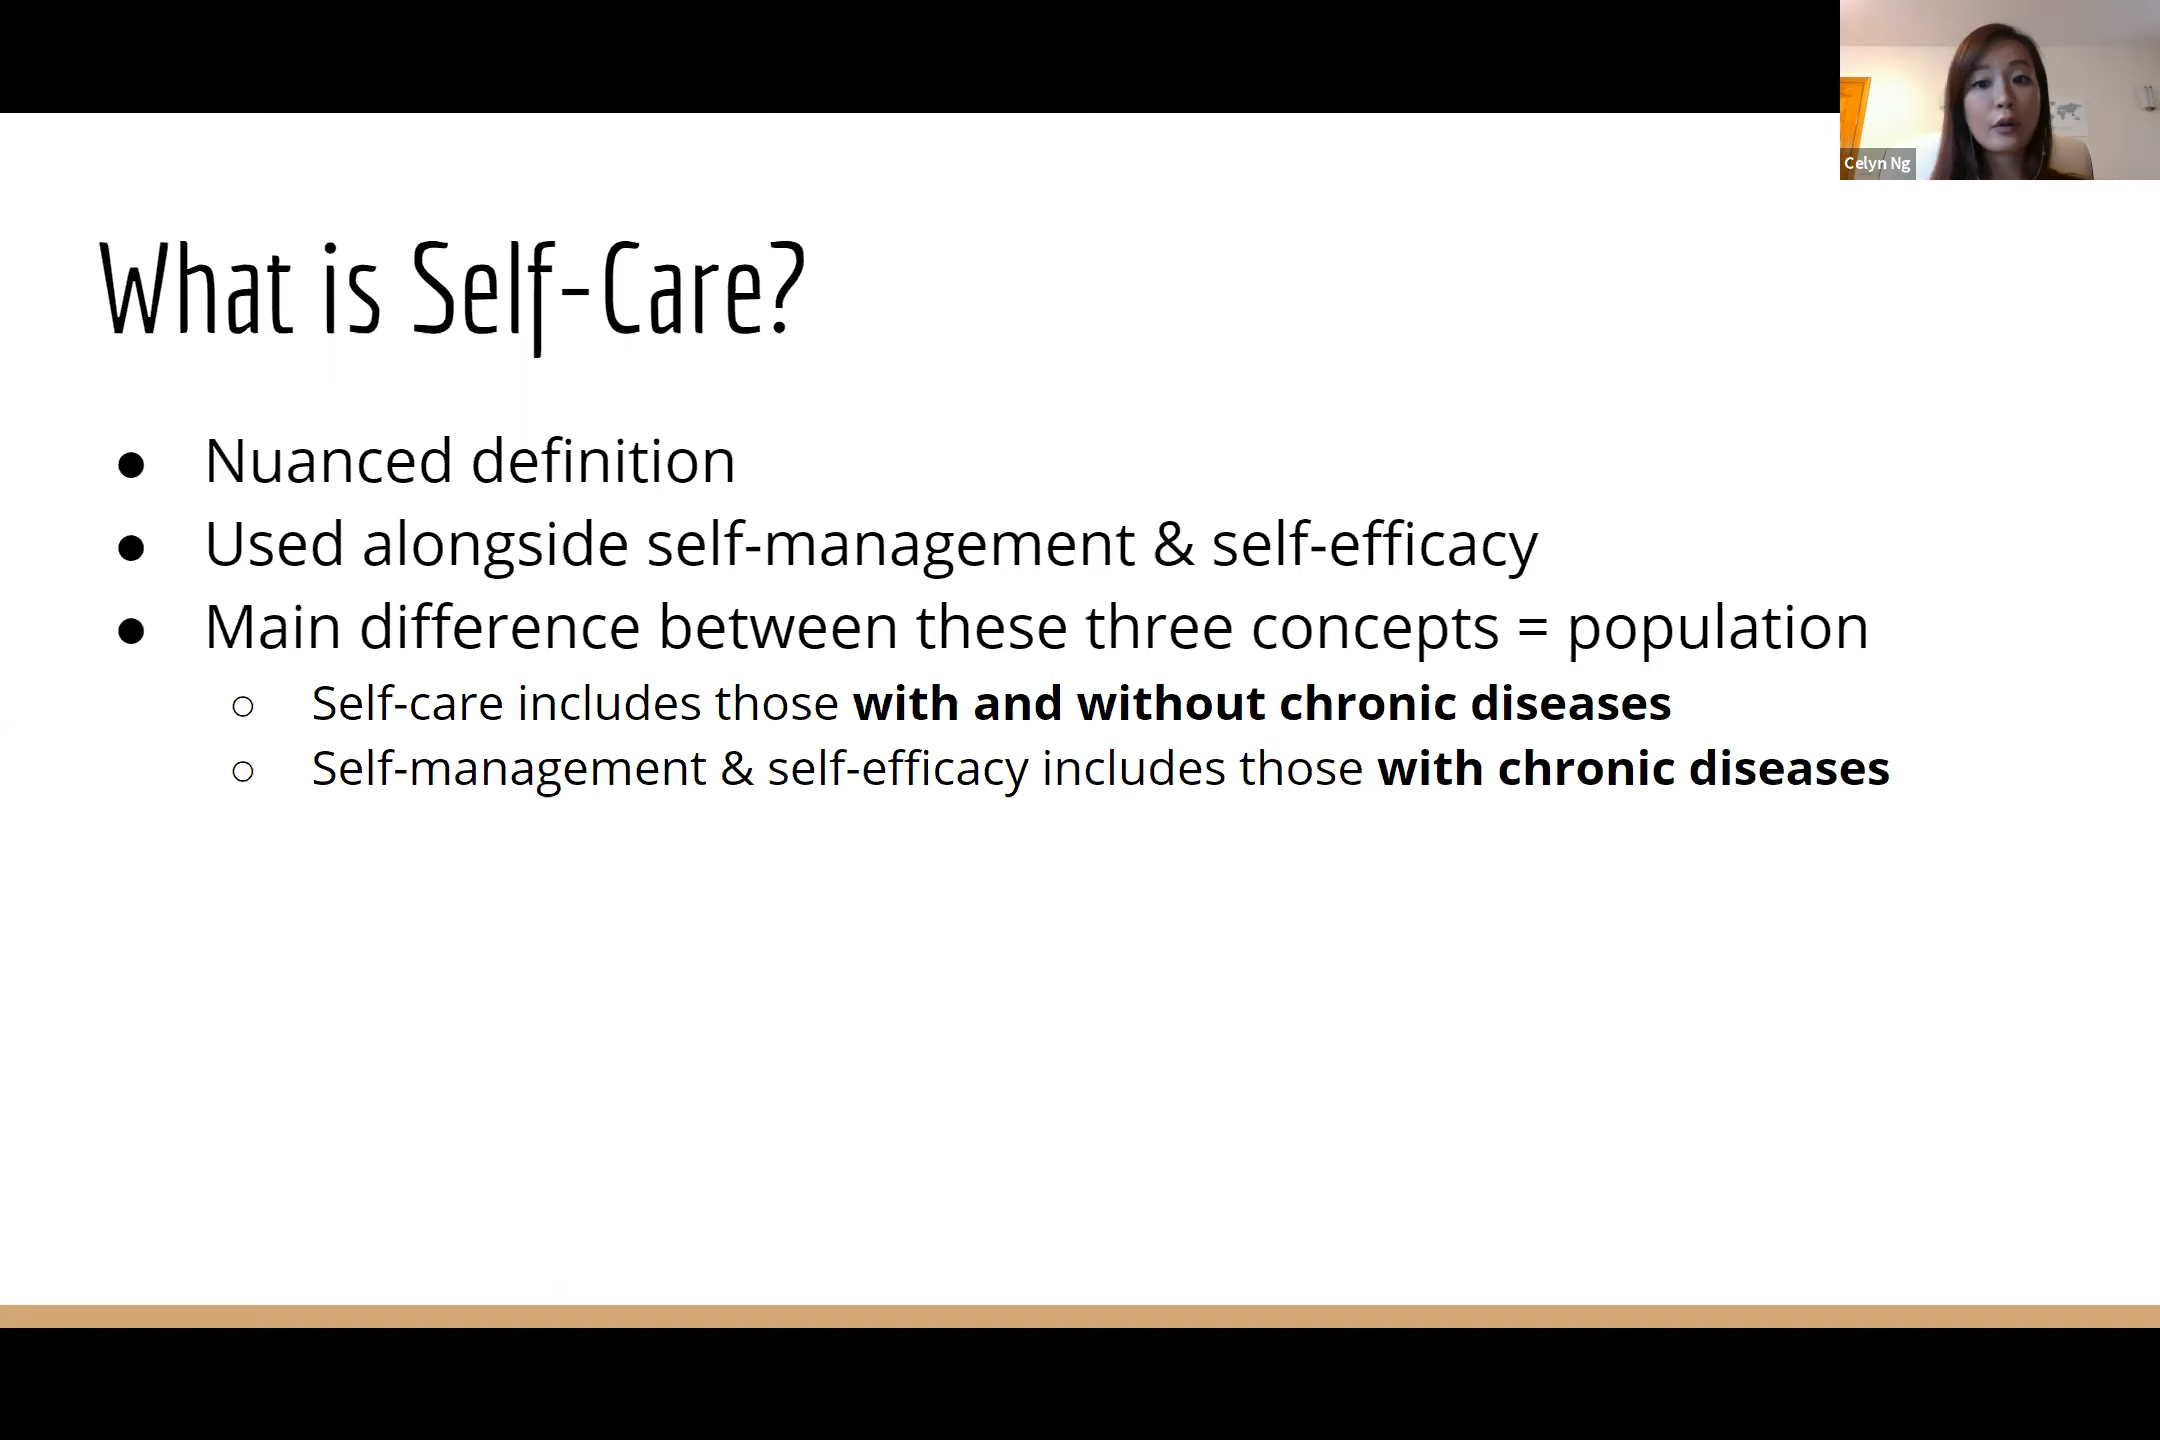 Celyn Ng
What is Self-Care?
● Nuanced definition
● Used alongside self-management & self-efficacy
● Main difference between these three concepts = population
○ Self-care includes those with and without chronic diseases
○ Self-management & self-efficacy includes those with chronic diseases